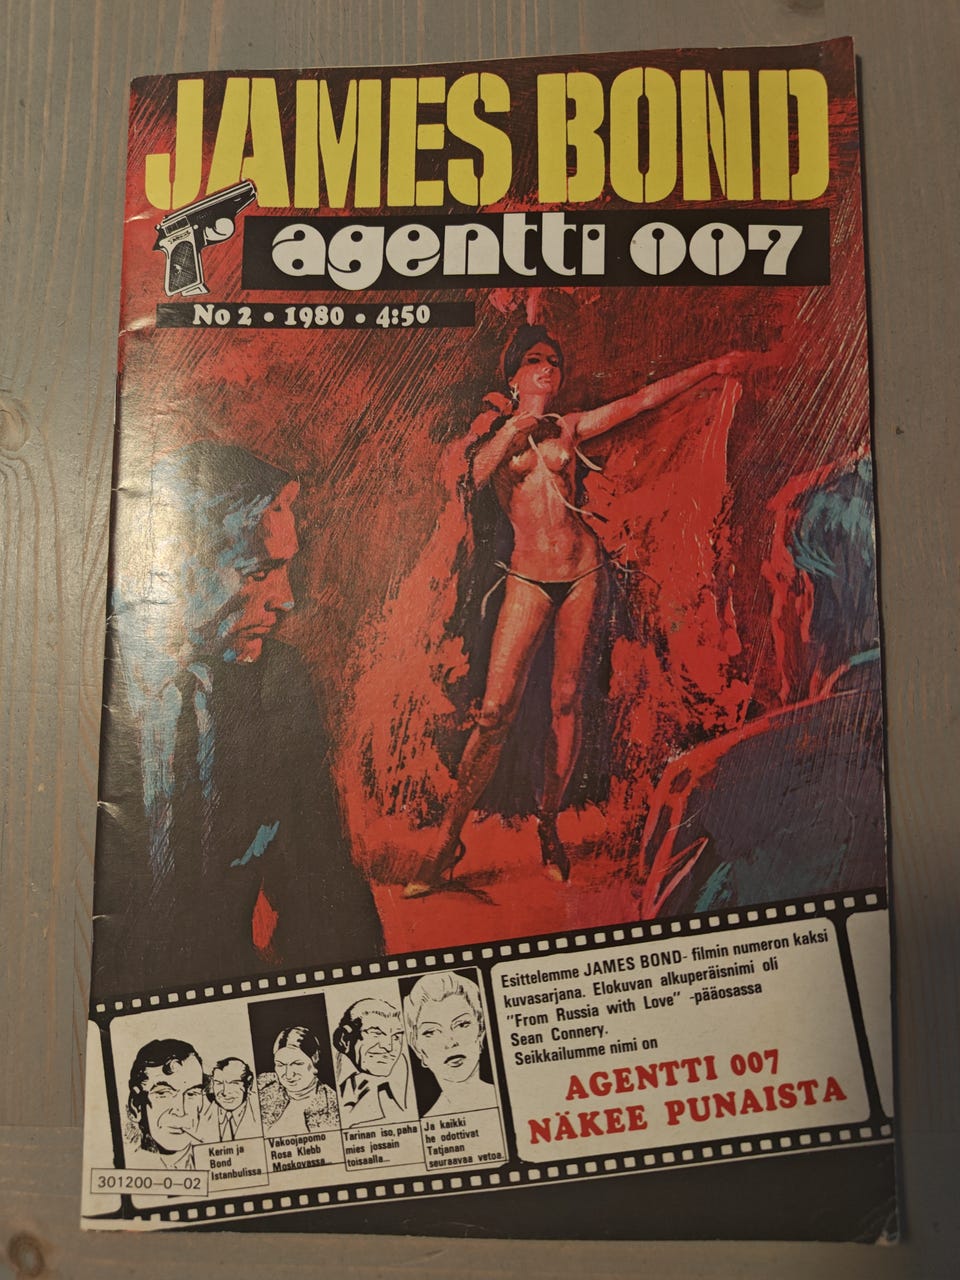 JAMES BOND
agentti 007
No 2 • 1980 • 4:50
Esittelemme JAMES BOND- filmin numeron kaksi
kuvasarjana. Elokuvan alkuperäisnimi oli
"From Russia with Love" -pääosassa
Sean Connery.
Seikkailumme nimi on
AGENTTI 007
NÄKEE PUNAISTA
Kerim ja
Bond
Istanbulissa
Vakoojapomo
Rosa Klebb
Moskovassa...
Tarinan iso, paha
mies jossain
toisaalla...
Ja kaikki
he odottivat
Tatjanan
seuraavaa vetoa.
301200-0-02